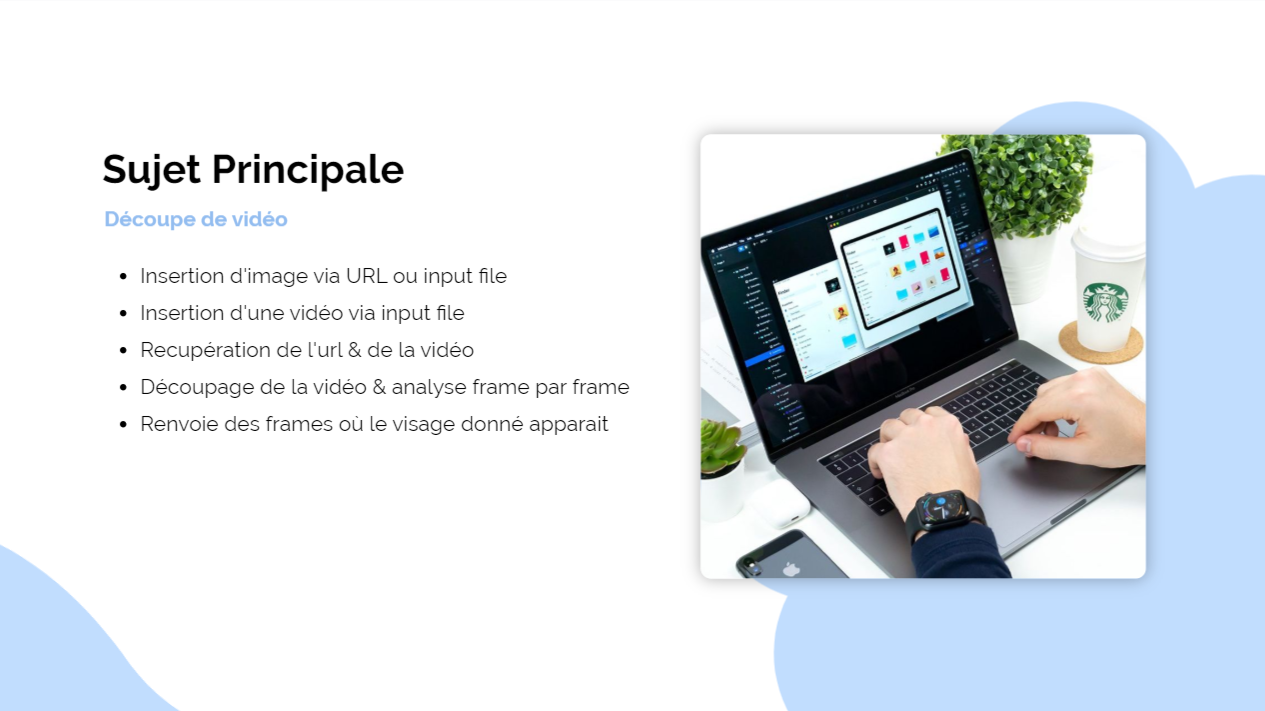 Sujet Principale
Découpe de vidéo
Insertion d'image via URL ou input file
Insertion d'une vidéo via input file
Recupération de l'url & de la vidéo
Découpage de la vidéo & analyse frame par frame
Renvoie des frames où le visage donné apparait